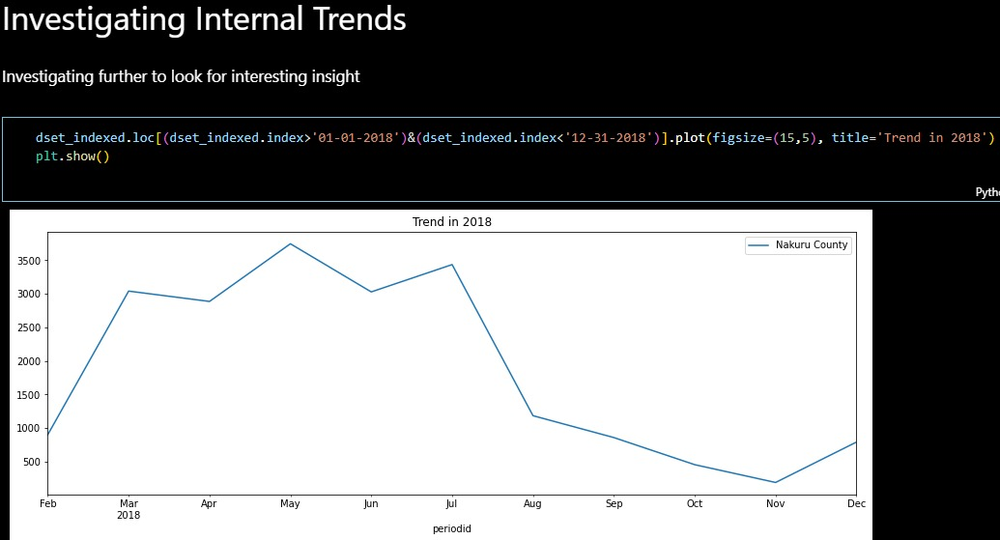 Investigating Internal Trends
Investigating further to look for interesting insight
dset_indexed.loc[(dset_indexed.index>'01-01-2018')&(dset_indexed.index<'12-31-2018')].plot(figsize=(15,5), title='Trend in 2018')
plt.show()
Pytho
Trend in 2018
Nakuru County
3500
3000
2500
2000
1500
1000
500
Feb Mar Apr May Jun Jul Aug Sep Oct Nov Dec
2018
periodid